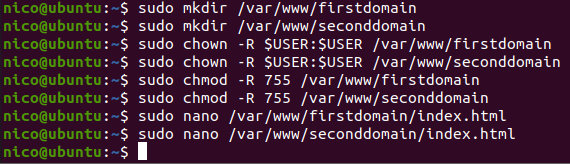 nico@ubuntu:~$ sudo mkdir /var/www/firstdomain
nico@ubuntu:~$ sudo mkdir /var/www/seconddomain
nico@ubuntu:~$ sudo chown -R $USER:$USER /var/www/firstdomain
nico@ubuntu:~$ sudo chown -R $USER:$USER /var/www/seconddomain
nico@ubuntu:~$ sudo chmod -R 755 /var/www/firstdomain
nico@ubuntu:~$ sudo chmod -R 755 /var/www/seconddomain
nico@ubuntu:~$ sudo nano /var/www/firstdomain/index.html
nico@ubuntu:~$ sudo nano /var/www/seconddomain/index.html
nico@ubuntu:~$